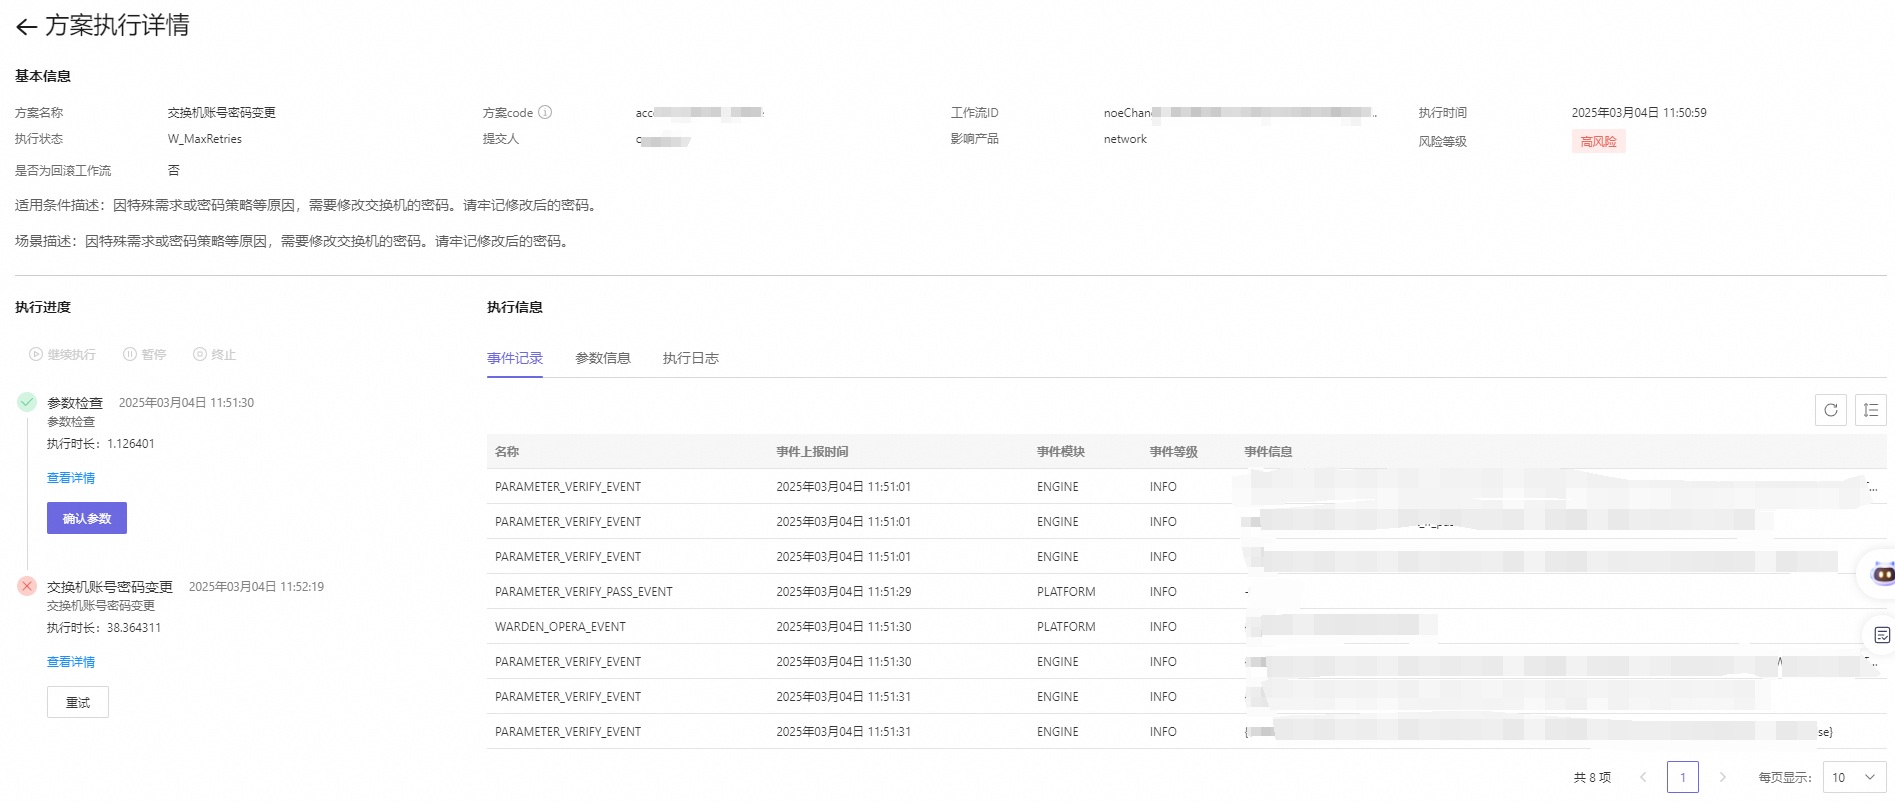 方案执行详情
基本信息
方案名称 交换机账号密码变更 方案code acc 工作流ID noeChan .. 执行时间 2025年03月04日 11:50:59
执行状态 W_MaxRetries 提交人 影响产品 network 风险等级 高风险
是否为回滚工作流 否
适用条件描述：因特殊需求或密码策略等原因，需要修改交换机的密码。请牢记修改后的密码。
场景描述：因特殊需求或密码策略等原因，需要修改交换机的密码。请牢记修改后的密码。
执行进度
继续执行 暂停 终止
参数检查 2025年03月04日 11:51:30
参数检查
执行时长：1.126401
查看详情
确认参数
交换机账号密码变更 2025年03月04日 11:52:19
交换机账号密码变更
执行时长：38.364311
查看详情
重试
执行信息
事件记录 参数信息 执行日志
名称 事件上报时间 事件模块 事件等级 事件信息
PARAMETER_VERIFY_EVENT 2025年03月04日 11:51:01 ENGINE INFO
PARAMETER_VERIFY_EVENT 2025年03月04日 11:51:01 ENGINE INFO
PARAMETER_VERIFY_EVENT 2025年03月04日 11:51:01 ENGINE INFO
PARAMETER_VERIFY_PASS_EVENT 2025年03月04日 11:51:29 PLATFORM INFO -
WARDEN_OPERA_EVENT 2025年03月04日 11:51:30 PLATFORM INFO
PARAMETER_VERIFY_EVENT 2025年03月04日 11:51:30 ENGINE INFO
PARAMETER_VERIFY_EVENT 2025年03月04日 11:51:31 ENGINE INFO
PARAMETER_VERIFY_EVENT 2025年03月04日 11:51:31 ENGINE INFO { se}
共 8 项 1 每页显示： 10